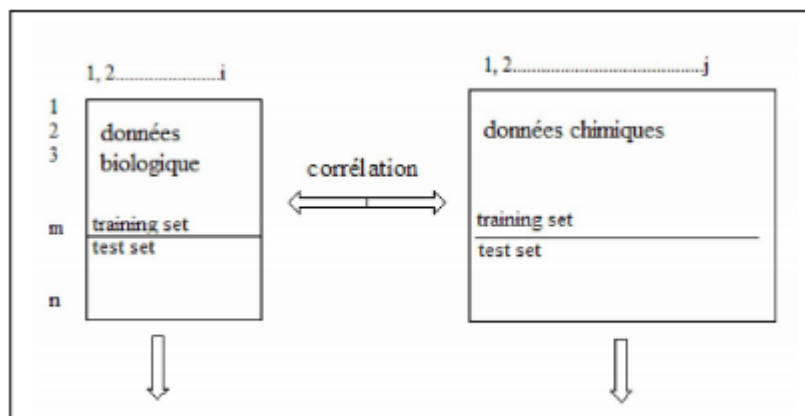 1, 2........................i
1, 2.............................................j
1
2
3
données
biologique
données chimiques
corrélation
m
training set
test set
training set
test set
n